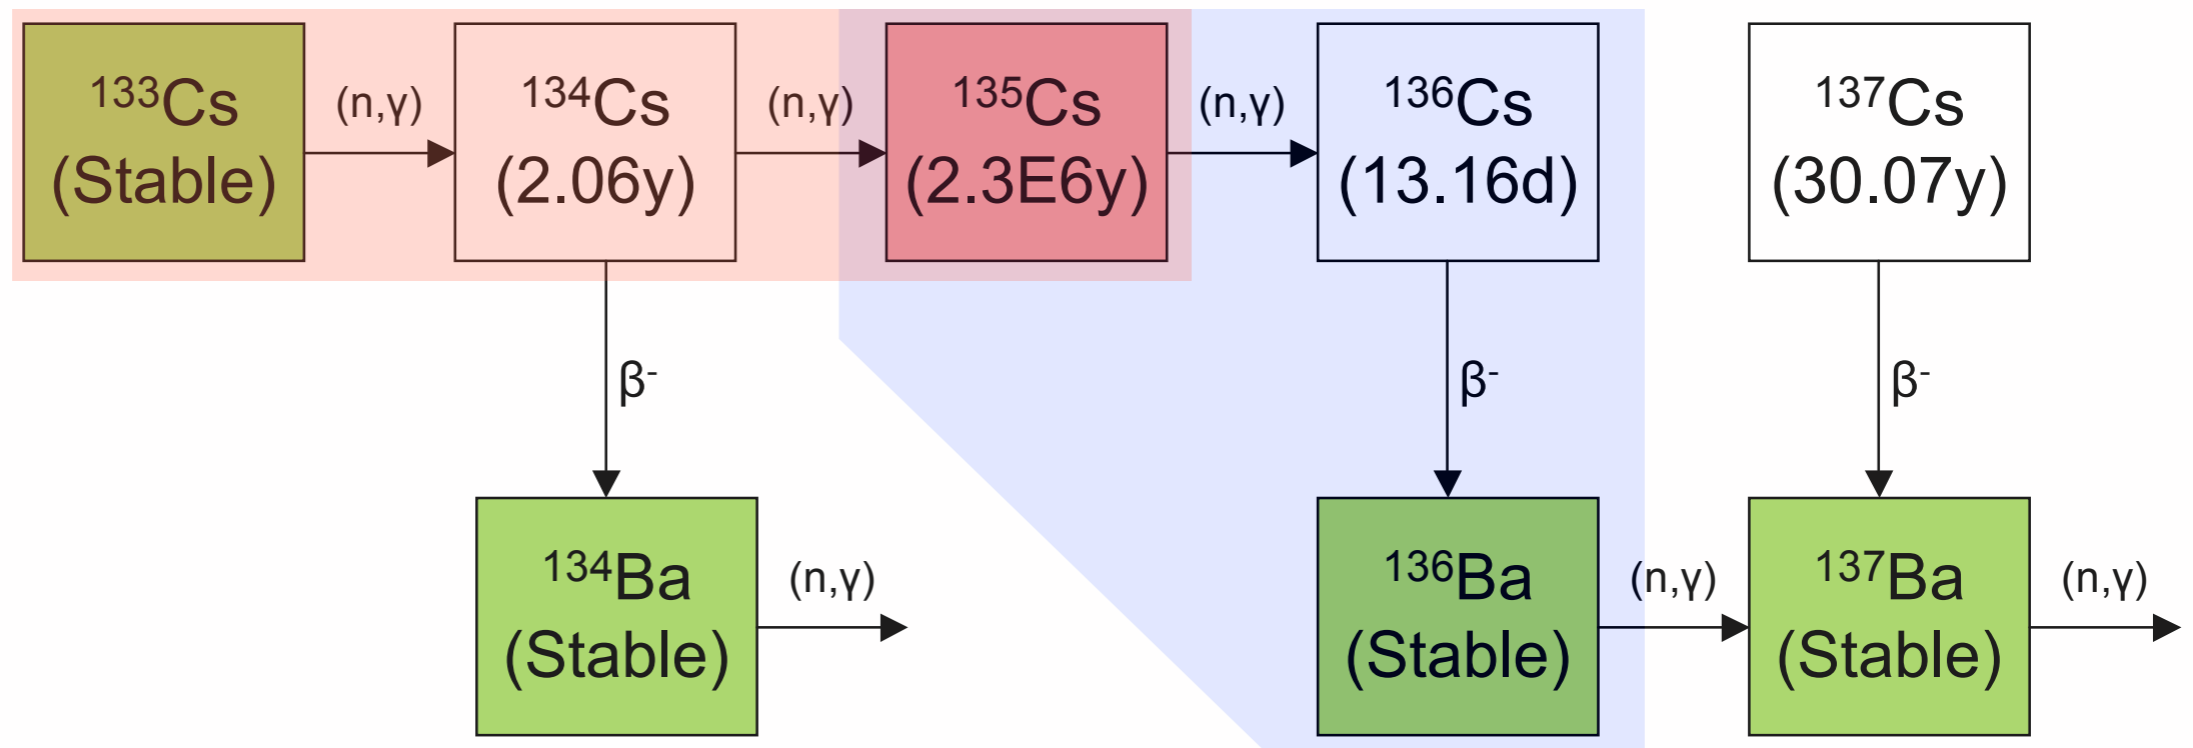 ¹³³Cs
(Stable)
(n,γ)
¹³⁴Cs
(2.06y)
(n,γ)
¹³⁵Cs
(2.3E6y)
(n,γ)
¹³⁶Cs
(13.16d)
¹³⁷Cs
(30.07y)
β⁻
β⁻
β⁻
¹³⁴Ba
(Stable)
(n,γ)
¹³⁶Ba
(Stable)
(n,γ)
¹³⁷Ba
(Stable)
(n,γ)